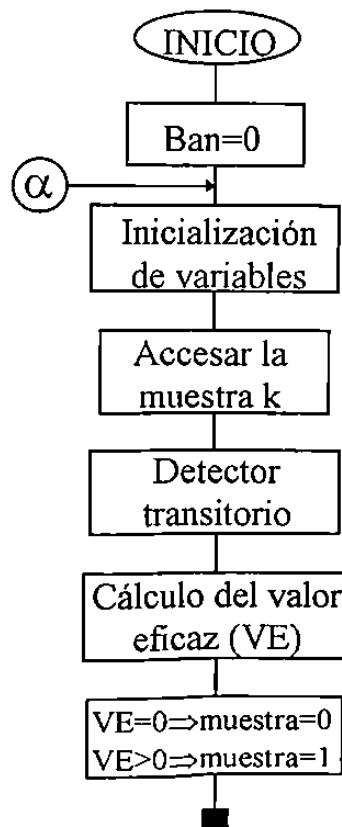 INICIO
Ban=0
α
Inicialización
de variables
Accesar la
muestra k
Detector
transitorio
Cálculo del valor
eficaz (VE)
VE=0⇒muestra=0
VE>0⇒muestra=1